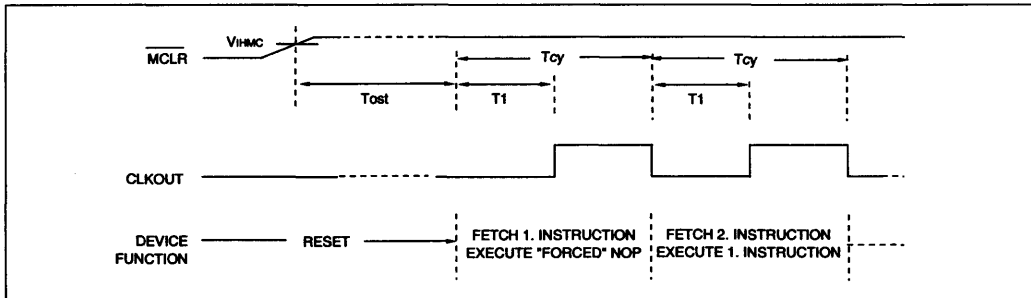 VIHMC
MCLR
Tcy Tcy
Tost T1 T1
CLKOUT
DEVICE FUNCTION
RESET
FETCH 1. INSTRUCTION
EXECUTE "FORCED" NOP
FETCH 2. INSTRUCTION
EXECUTE 1. INSTRUCTION